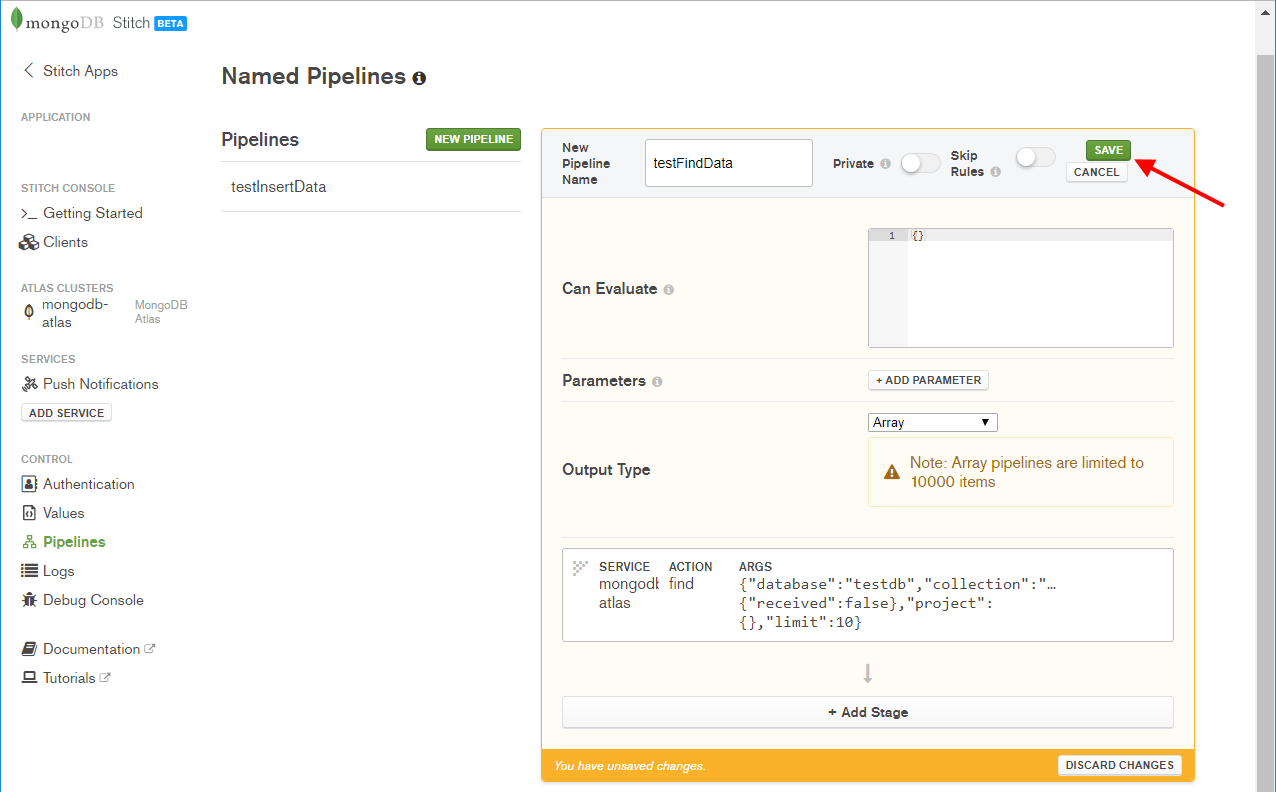 mongoDB Stitch BETA
Stitch Apps
APPLICATION
STITCH CONSOLE
>_ Getting Started
Clients
ATLAS CLUSTERS
mongodb-
atlas
MongoDB
Atlas
SERVICES
Push Notifications
ADD SERVICE
CONTROL
Authentication
Values
Pipelines
Logs
Debug Console
Documentation
Tutorials
Named Pipelines
Pipelines
NEW PIPELINE
testInsertData
New
Pipeline
Name
testFindData
Private
Skip
Rules
SAVE
CANCEL
Can Evaluate
1 {}
Parameters
+ ADD PARAMETER
Output Type
Array
Note: Array pipelines are limited to
10000 items
SERVICE ACTION ARGS
mongodb find {"database":"testdb","collection":"…
atlas {"received":false},"project":
{},"limit":10}
+ Add Stage
You have unsaved changes.
DISCARD CHANGES